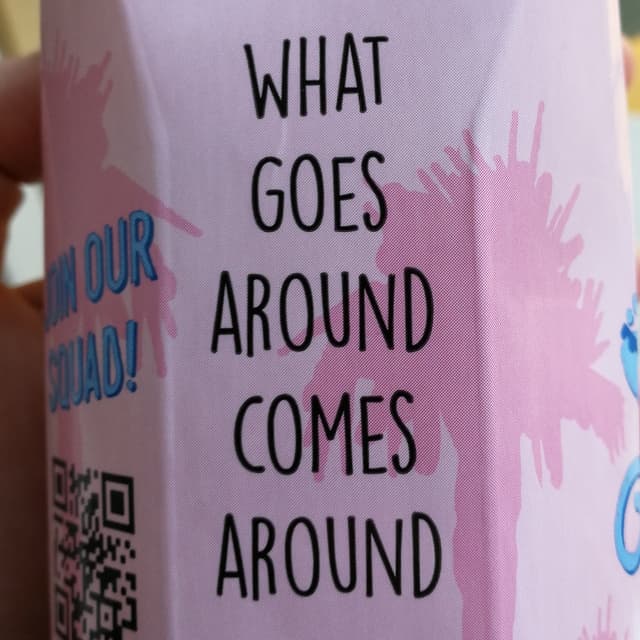 WHAT
GOES
AROUND
COMES
AROUND
JOIN OUR
SQUAD!